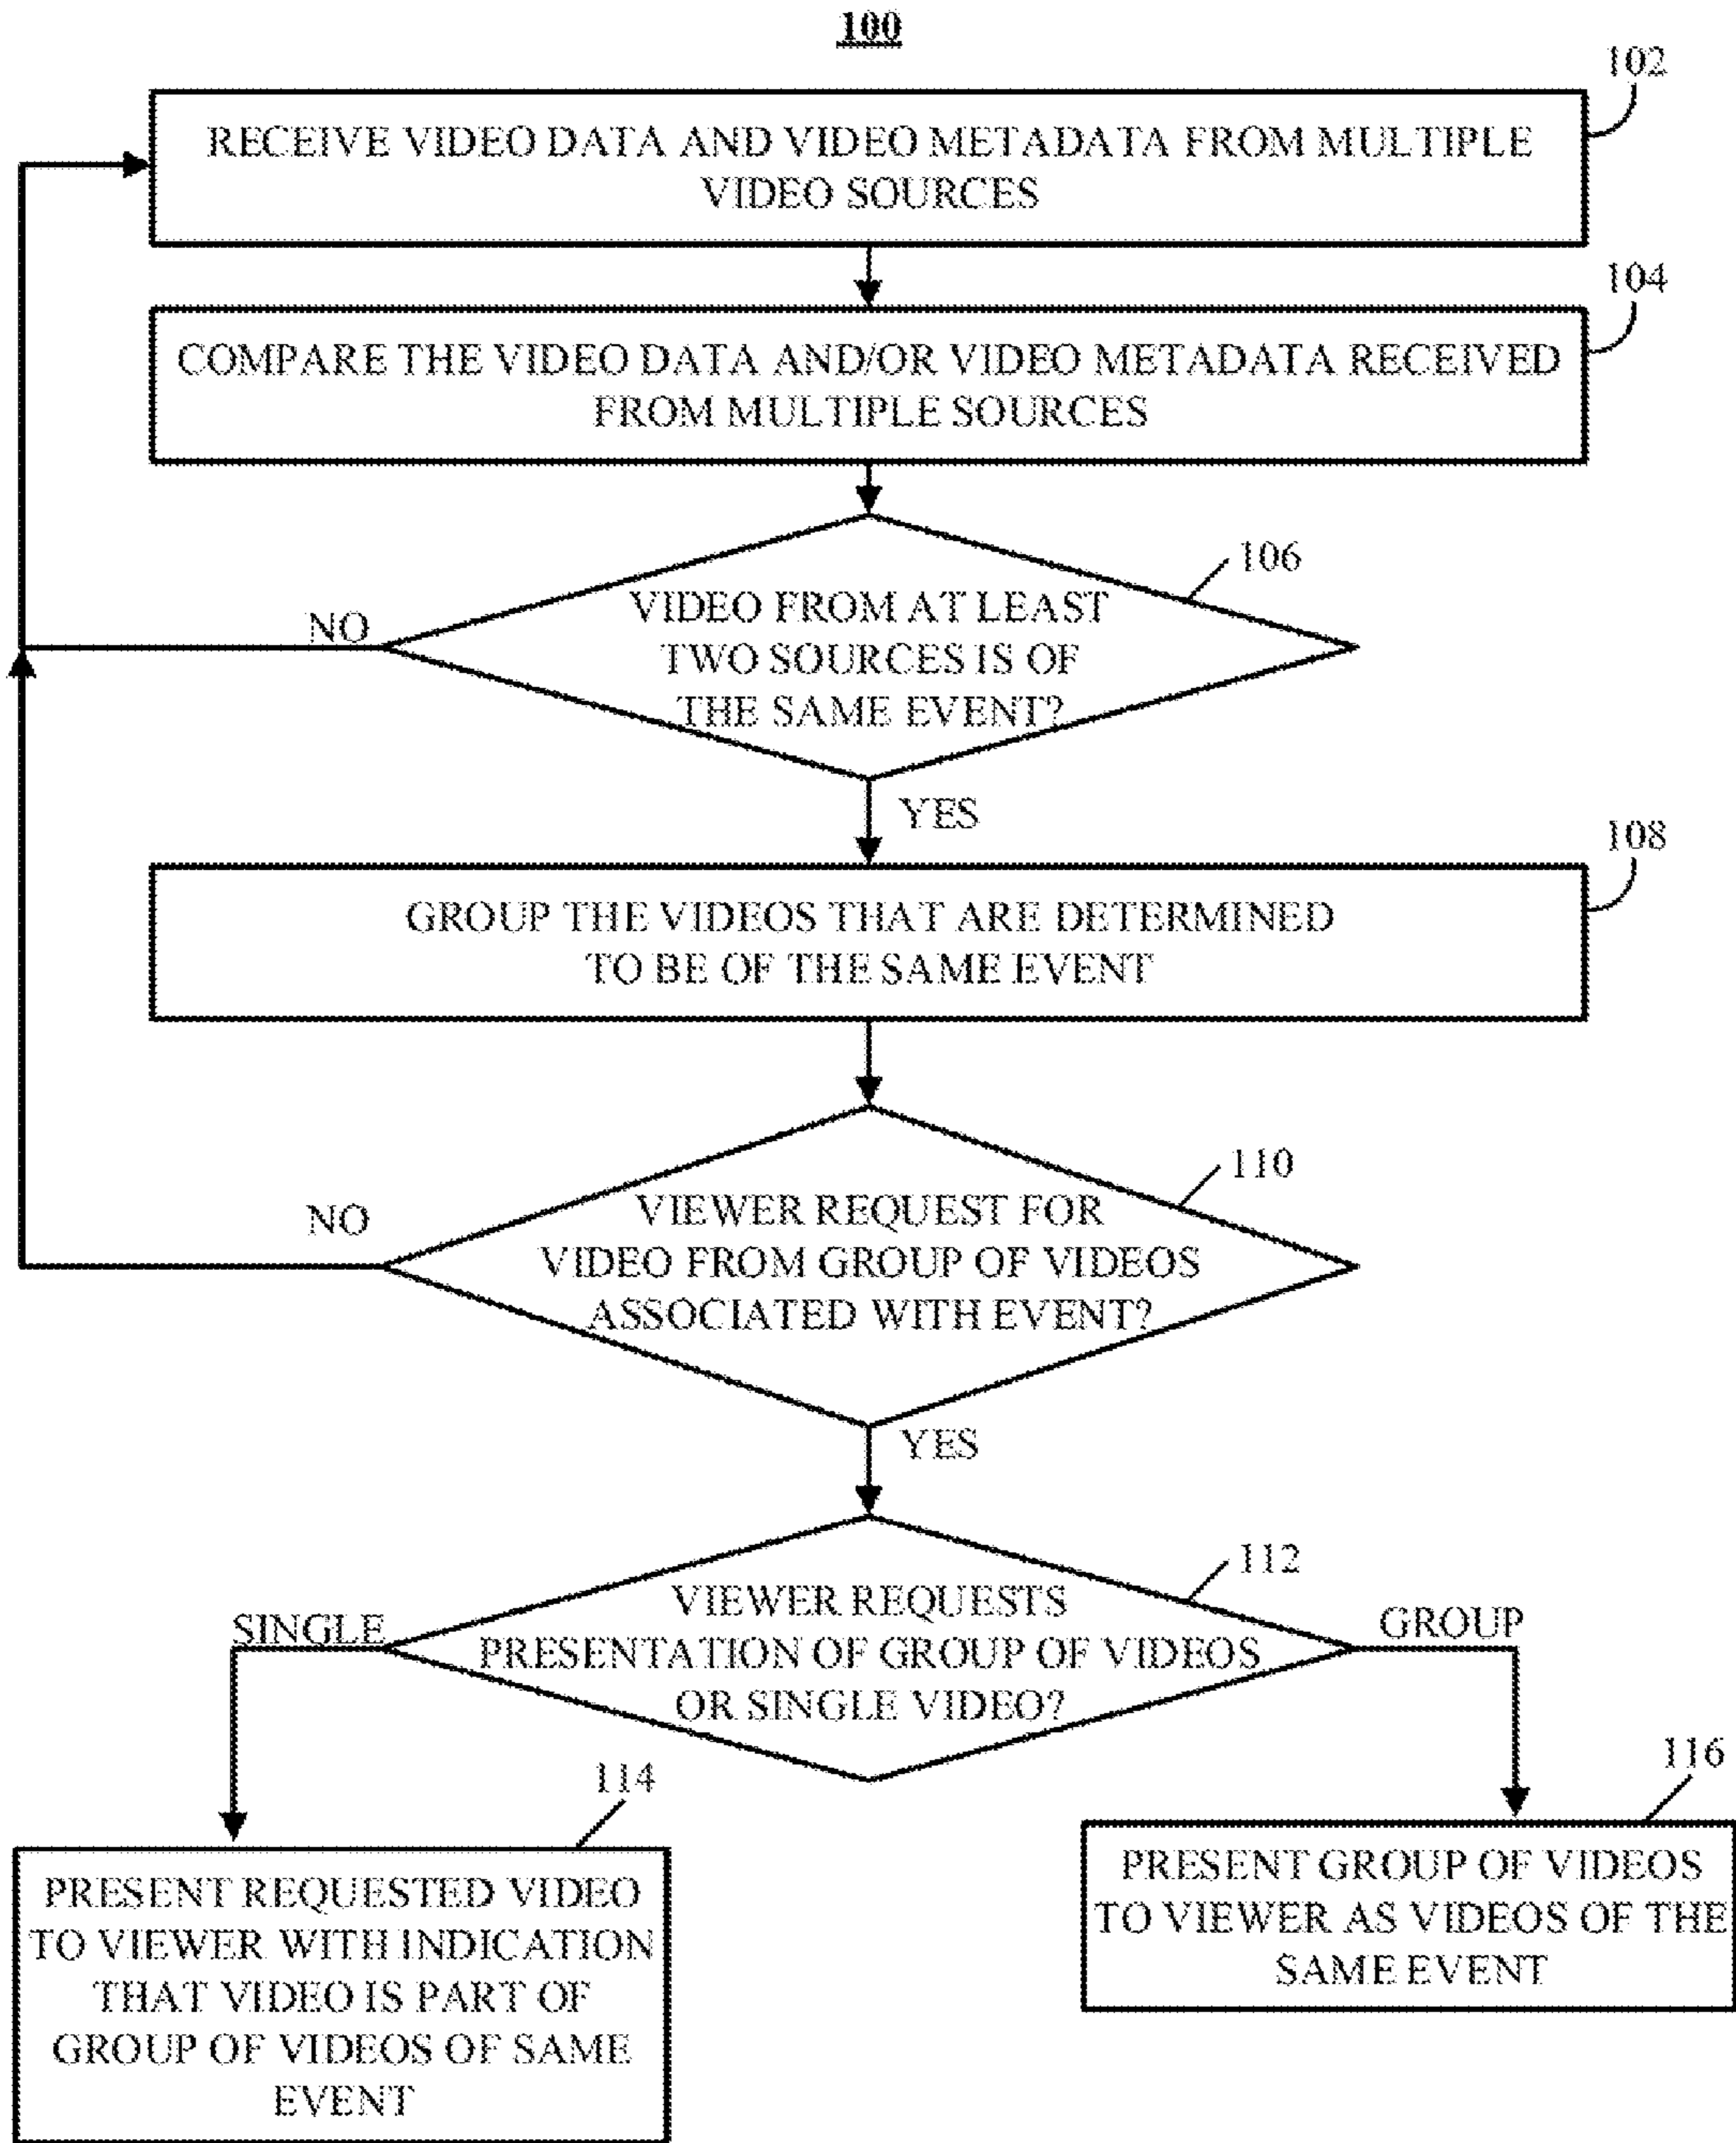 100
102
RECEIVE VIDEO DATA AND VIDEO METADATA FROM MULTIPLE
VIDEO SOURCES
104
COMPARE THE VIDEO DATA AND/OR VIDEO METADATA RECEIVED
FROM MULTIPLE SOURCES
106
VIDEO FROM AT LEAST
TWO SOURCES IS OF
THE SAME EVENT?
NO
YES
108
GROUP THE VIDEOS THAT ARE DETERMINED
TO BE OF THE SAME EVENT
110
VIEWER REQUEST FOR
VIDEO FROM GROUP OF VIDEOS
ASSOCIATED WITH EVENT?
NO
YES
112
VIEWER REQUESTS
PRESENTATION OF GROUP OF VIDEOS
OR SINGLE VIDEO?
SINGLE
GROUP
114
PRESENT REQUESTED VIDEO
TO VIEWER WITH INDICATION
THAT VIDEO IS PART OF
GROUP OF VIDEOS OF SAME
EVENT
116
PRESENT GROUP OF VIDEOS
TO VIEWER AS VIDEOS OF THE
SAME EVENT